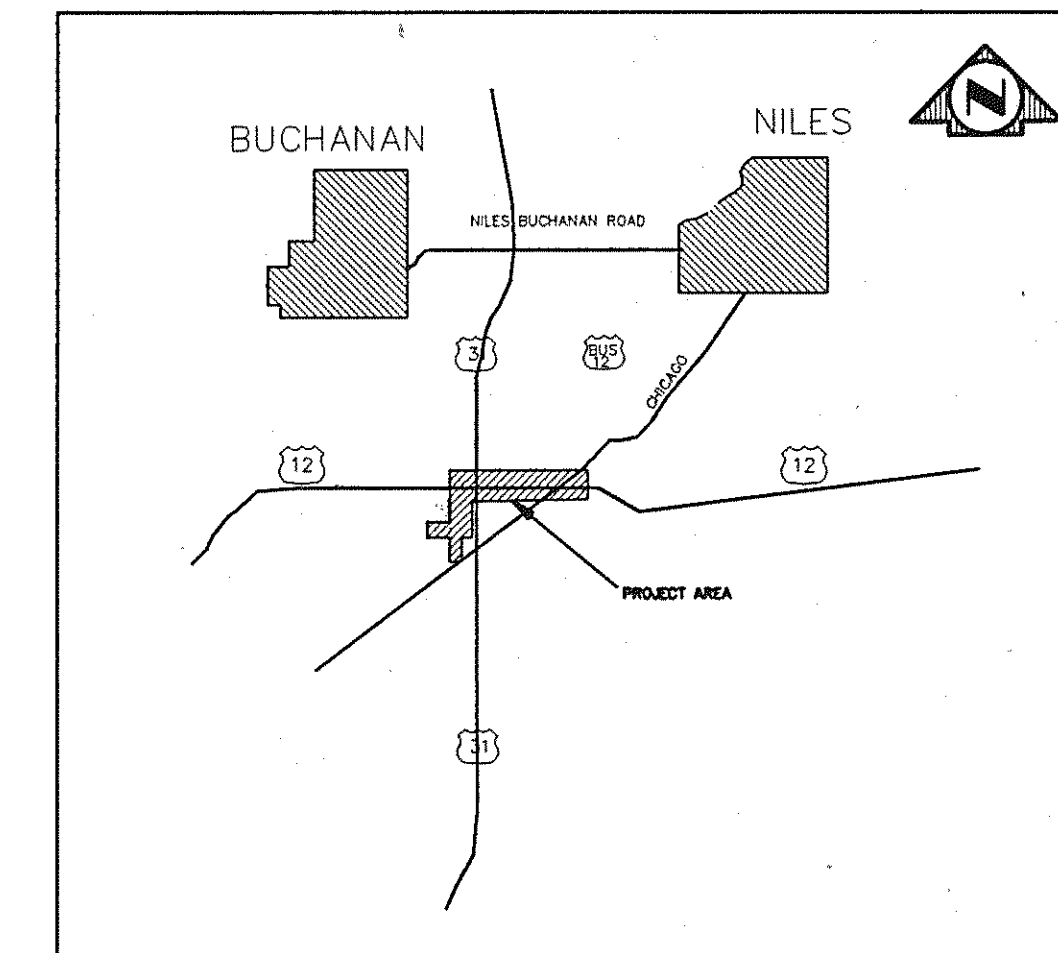 N
NILES
BUCHANAN
NILES BUCHANAN ROAD
31
BUS
12
CHICAGO
12
12
PROJECT AREA
31